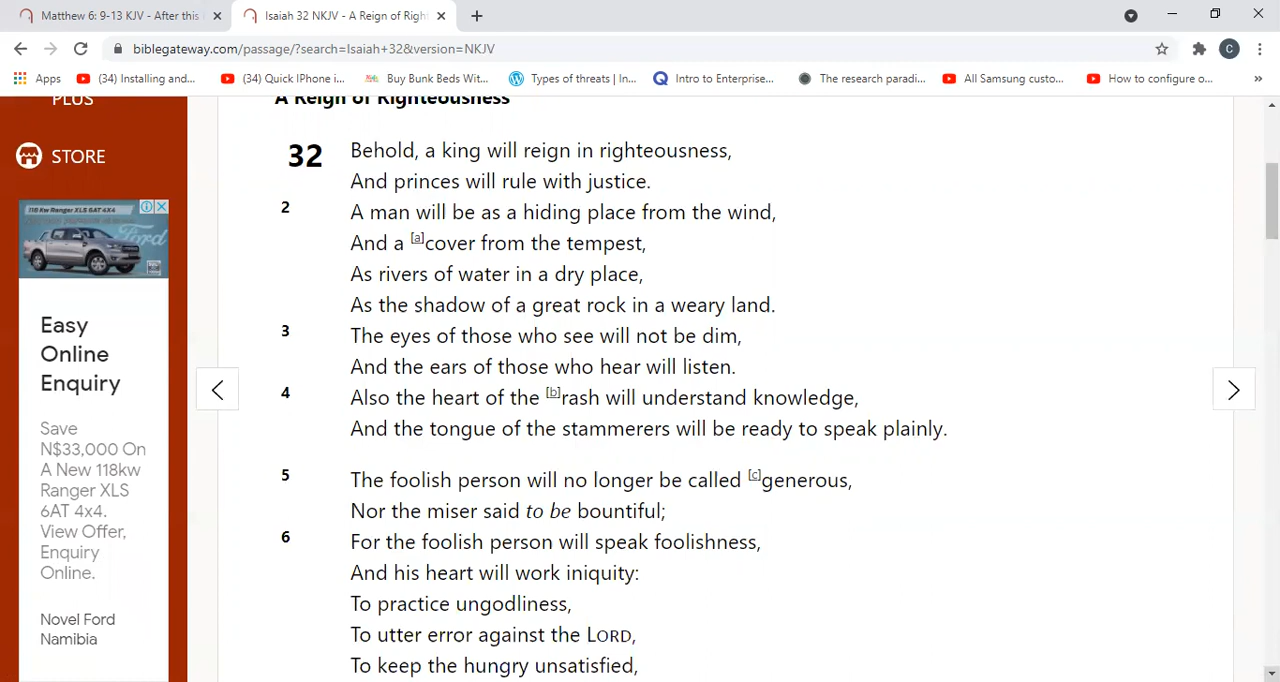 Matthew 6: 9-13 KJV - After this
Isaiah 32 NKJV - A Reign of Righ
biblegateway.com/passage/?search=Isaiah+32&version=NKJV
C
Apps
(34) Installing and...
(34) Quick IPhone i...
Buy Bunk Beds Wit...
Types of threats | In...
Intro to Enterprise...
The research paradi...
All Samsung custo...
How to configure o...
»
PLUS
STORE
118 Kw Ranger XLS 6AT 4X4
Ford
Easy
Online
Enquiry
Save
N$33,000 On
A New 118kw
Ranger XLS
6AT 4x4.
View Offer,
Enquiry
Online.
Novel Ford
Namibia
A Reign of Righteousness
32 Behold, a king will reign in righteousness,
And princes will rule with justice.
2 A man will be as a hiding place from the wind,
And a [a]cover from the tempest,
As rivers of water in a dry place,
As the shadow of a great rock in a weary land.
3 The eyes of those who see will not be dim,
And the ears of those who hear will listen.
4 Also the heart of the [b]rash will understand knowledge,
And the tongue of the stammerers will be ready to speak plainly.
5 The foolish person will no longer be called [c]generous,
Nor the miser said to be bountiful;
6 For the foolish person will speak foolishness,
And his heart will work iniquity:
To practice ungodliness,
To utter error against the LORD,
To keep the hungry unsatisfied,